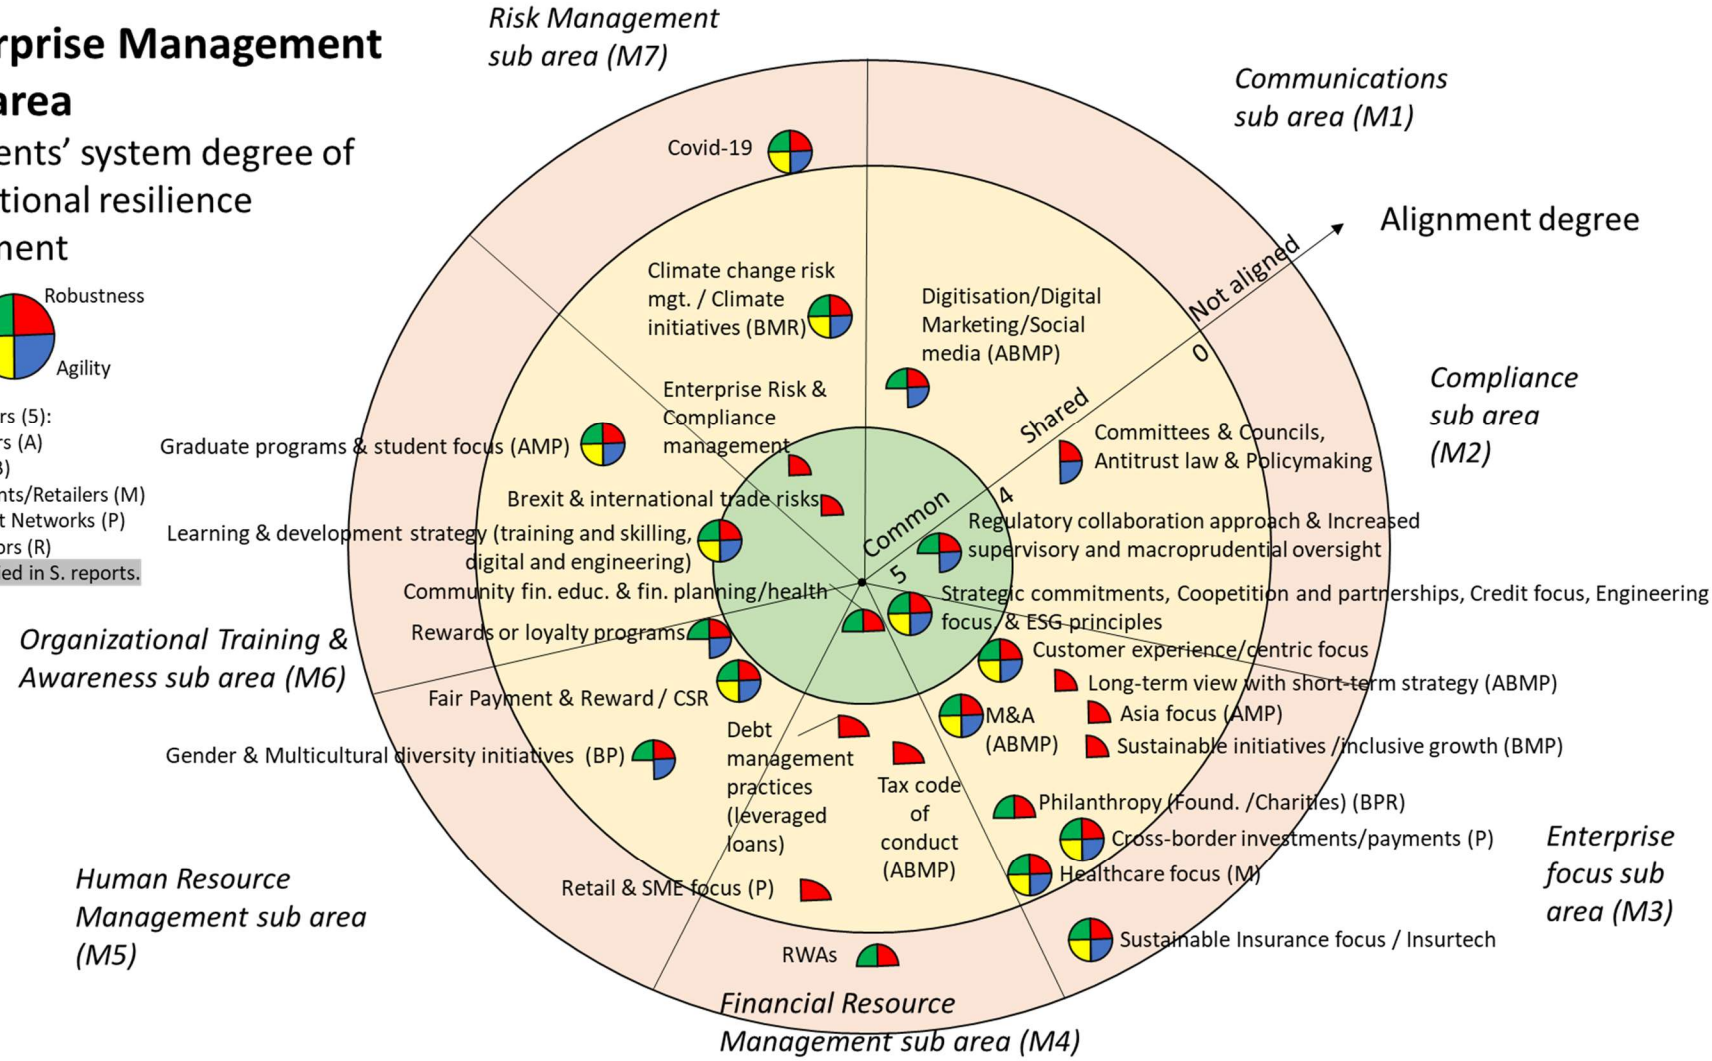 rprise Management
area
ents’ system degree of
tional resilience
ment
Robustness
Agility
rs (5):
rs (A)
B)
nts/Retailers (M)
t Networks (P)
ors (R)
ied in S. reports.
Risk Management
sub area (M7)
Communications
sub area (M1)
Alignment degree
Not aligned
0
Shared
4
Common
5
Compliance
sub area
(M2)
Covid-19
Climate change risk
mgt. / Climate
initiatives (BMR)
Digitisation/Digital
Marketing/Social
media (ABMP)
Enterprise Risk &
Compliance
management
Graduate programs & student focus (AMP)
Committees & Councils,
Antitrust law & Policymaking
Brexit & international trade risks
Learning & development strategy (training and skilling,
digital and engineering)
Regulatory collaboration approach & Increased
supervisory and macroprudential oversight
Community fin. educ. & fin. planning/health
Strategic commitments, Coopetition and partnerships, Credit focus, Engineering
focus, & ESG principles
Rewards or loyalty programs
Customer experience/centric focus
Organizational Training &
Awareness sub area (M6)
Fair Payment & Reward / CSR
Long-term view with short-term strategy (ABMP)
M&A
(ABMP)
Asia focus (AMP)
Sustainable initiatives /inclusive growth (BMP)
Gender & Multicultural diversity initiatives (BP)
Debt
management
practices
(leveraged
loans)
Tax code
of
conduct
(ABMP)
Philanthropy (Found. /Charities) (BPR)
Cross-border investments/payments (P)
Healthcare focus (M)
Enterprise
focus sub
area (M3)
Retail & SME focus (P)
Human Resource
Management sub area
(M5)
Sustainable Insurance focus / Insurtech
RWAs
Financial Resource
Management sub area (M4)